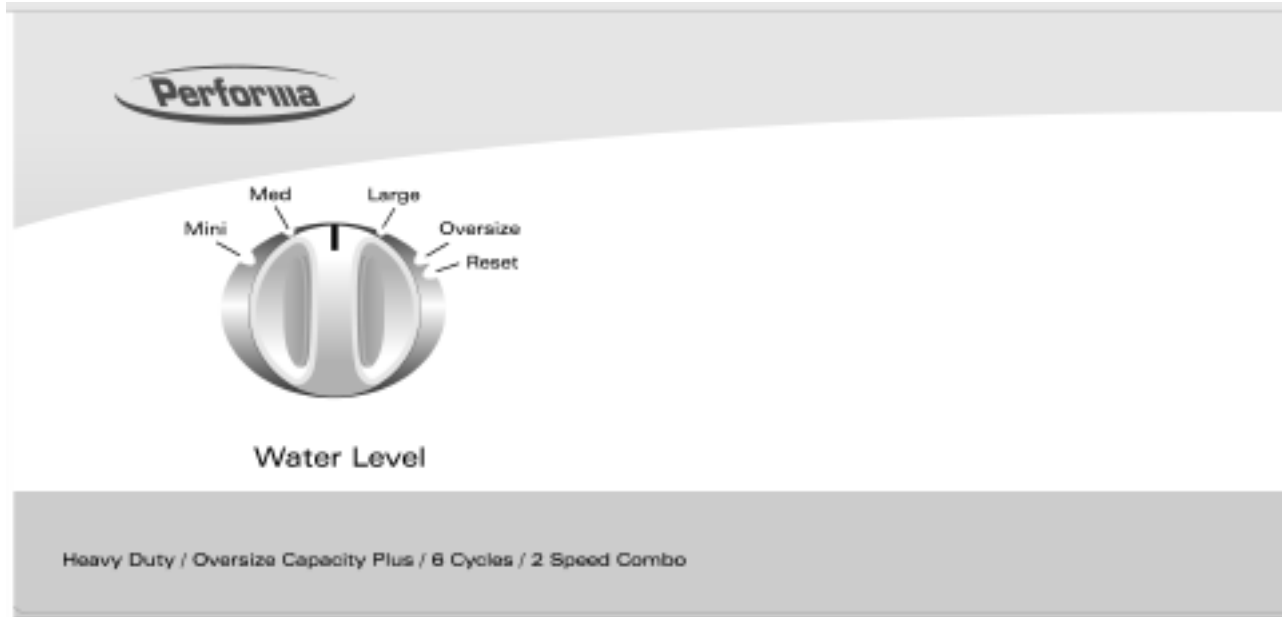 Performa
Med
Large
Mini
Oversize
Reset
Water Level
Heavy Duty / Oversize Capacity Plus / 6 Cycles / 2 Speed Combo